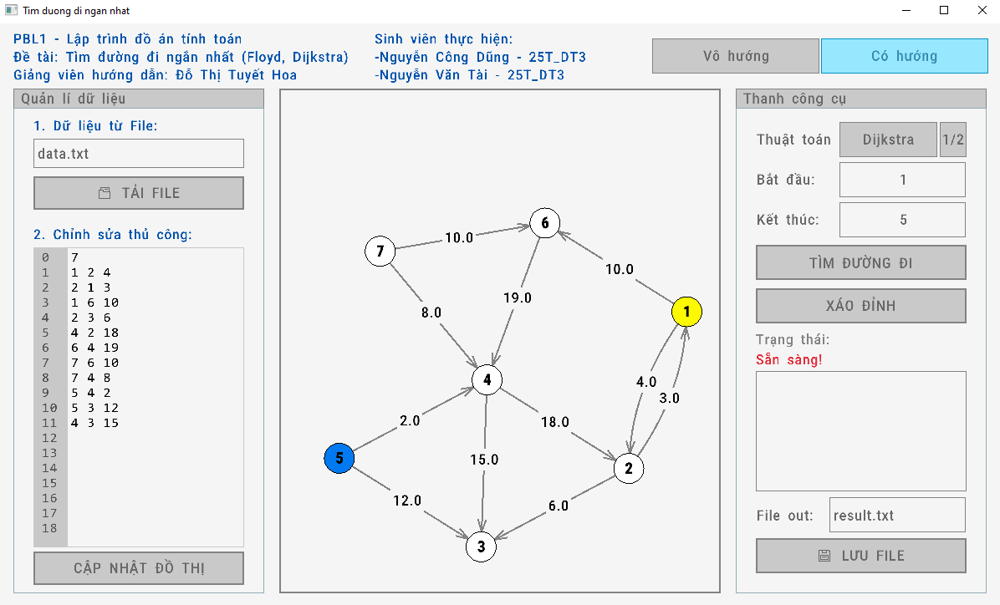 Tim duong di ngan nhat
PBL1 - Lập trình đồ án tính toán
Đề tài: Tìm đường đi ngắn nhất (Floyd, Dijkstra)
Giảng viên hướng dẫn: Đỗ Thị Tuyết Hoa
Sinh viên thực hiện:
-Nguyễn Công Dũng - 25T_DT3
-Nguyễn Văn Tài - 25T_DT3
Vô hướng
Có hướng
Quản lí dữ liệu
1. Dữ liệu từ File:
data.txt
TẢI FILE
2. Chỉnh sửa thủ công:
0 7
1 1 2 4
2 2 1 3
3 1 6 10
4 2 3 6
5 4 2 18
6 6 4 19
7 7 6 10
8 7 4 8
9 5 4 2
10 5 3 12
11 4 3 15
12
13
14
15
16
17
18
CẬP NHẬT ĐỒ THỊ
6
7
10.0
10.0
19.0
8.0
1
4
4.0
3.0
2.0
18.0
5
15.0
2
12.0
6.0
3
Thanh công cụ
Thuật toán Dijkstra 1/2
Bắt đầu: 1
Kết thúc: 5
TÌM ĐƯỜNG ĐI
XÁO ĐỈNH
Trạng thái:
Sẵn sàng!
File out: result.txt
LƯU FILE